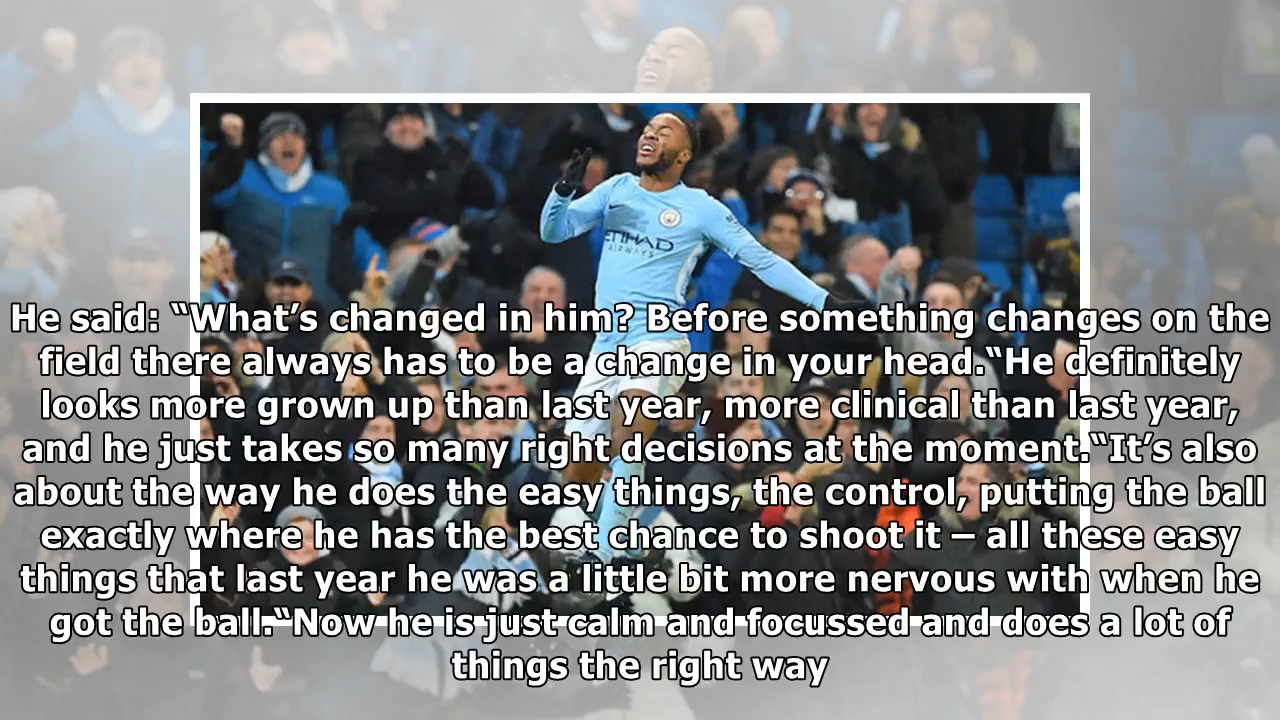 ETIHAD
AIRWAYS
He said: “What’s changed in him? Before something changes on the
field there always has to be a change in your head.“He definitely
looks more grown up than last year, more clinical than last year,
and he just takes so many right decisions at the moment.“It’s also
about the way he does the easy things, the control, putting the ball
exactly where he has the best chance to shoot it – all these easy
things that last year he was a little bit more nervous with when he
got the ball.“Now he is just calm and focussed and does a lot of
things the right way